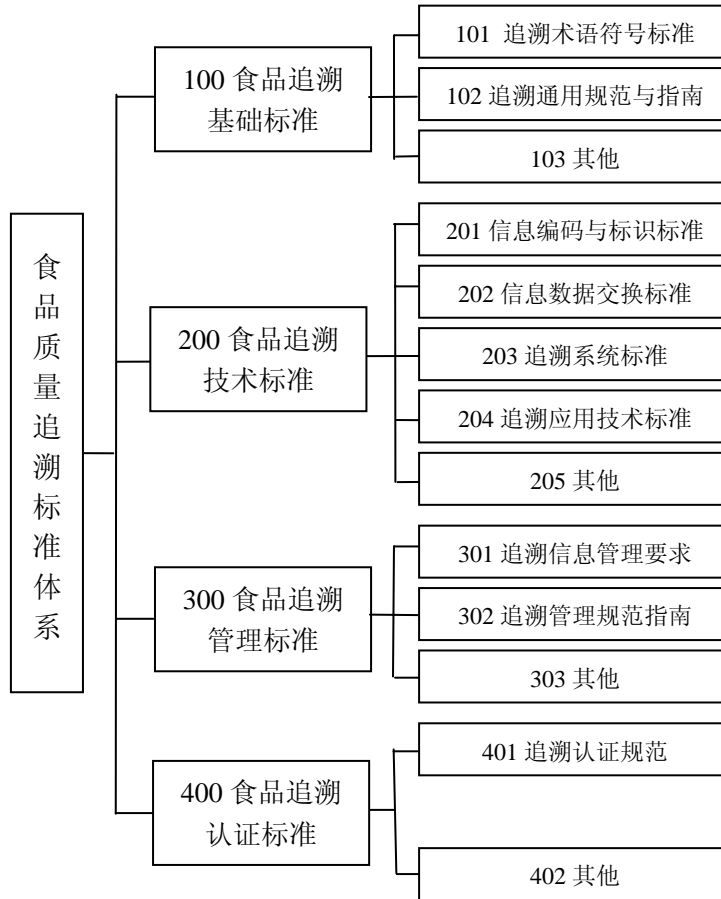 食品质量追溯标准体系
100 食品追溯
基础标准
101 追溯术语符号标准
102 追溯通用规范与指南
103 其他
200 食品追溯
技术标准
201 信息编码与标识标准
202 信息数据交换标准
203 追溯系统标准
204 追溯应用技术标准
205 其他
300 食品追溯
管理标准
301 追溯信息管理要求
302 追溯管理规范指南
303 其他
400 食品追溯
认证标准
401 追溯认证规范
402 其他